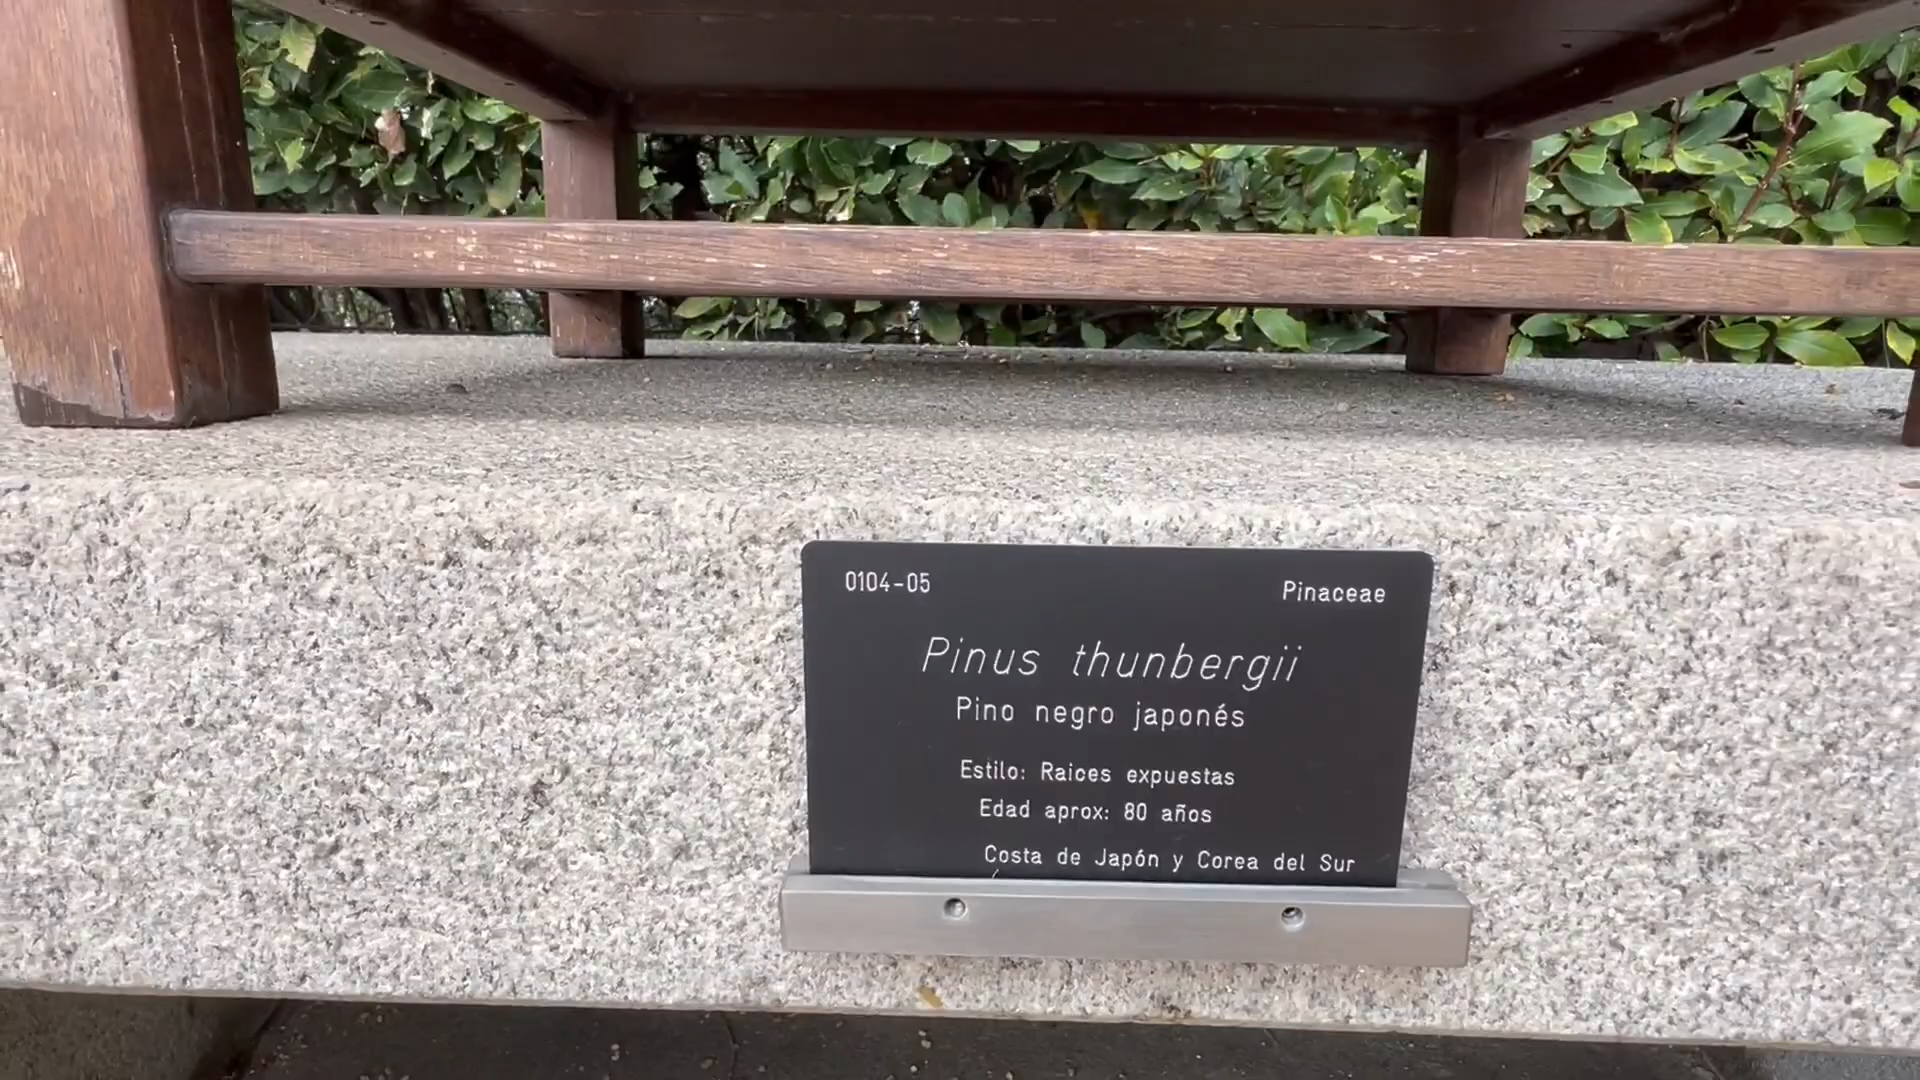 0104-05
Pinaceae
Pinus thunbergii
Pino negro japonés
Estilo: Raices expuestas
Edad aprox: 80 años
Costa de Japón y Corea del Sur